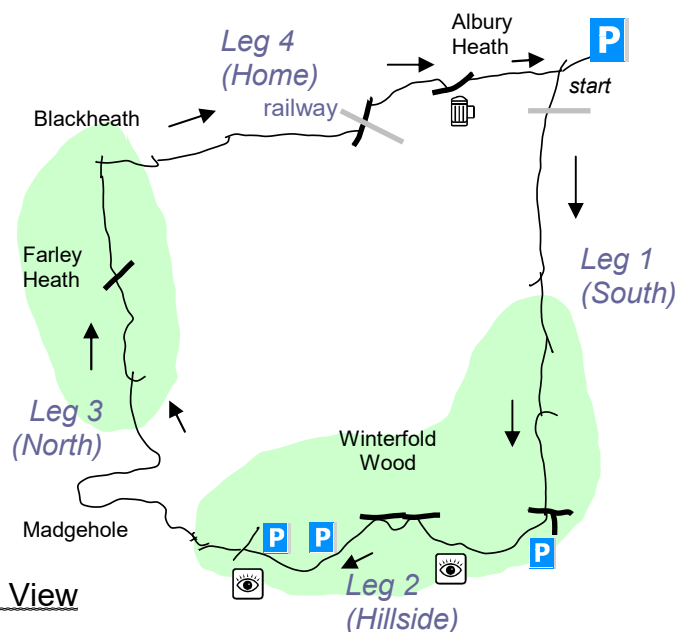 Albury
Heath
P
Leg 4
(Home)
start
railway
Blackheath
Leg 1
(South)
Farley
Heath
Leg 3
(North)
Winterfold
Wood
Madgehole
P
P
P
Leg 2
(Hillside)
View